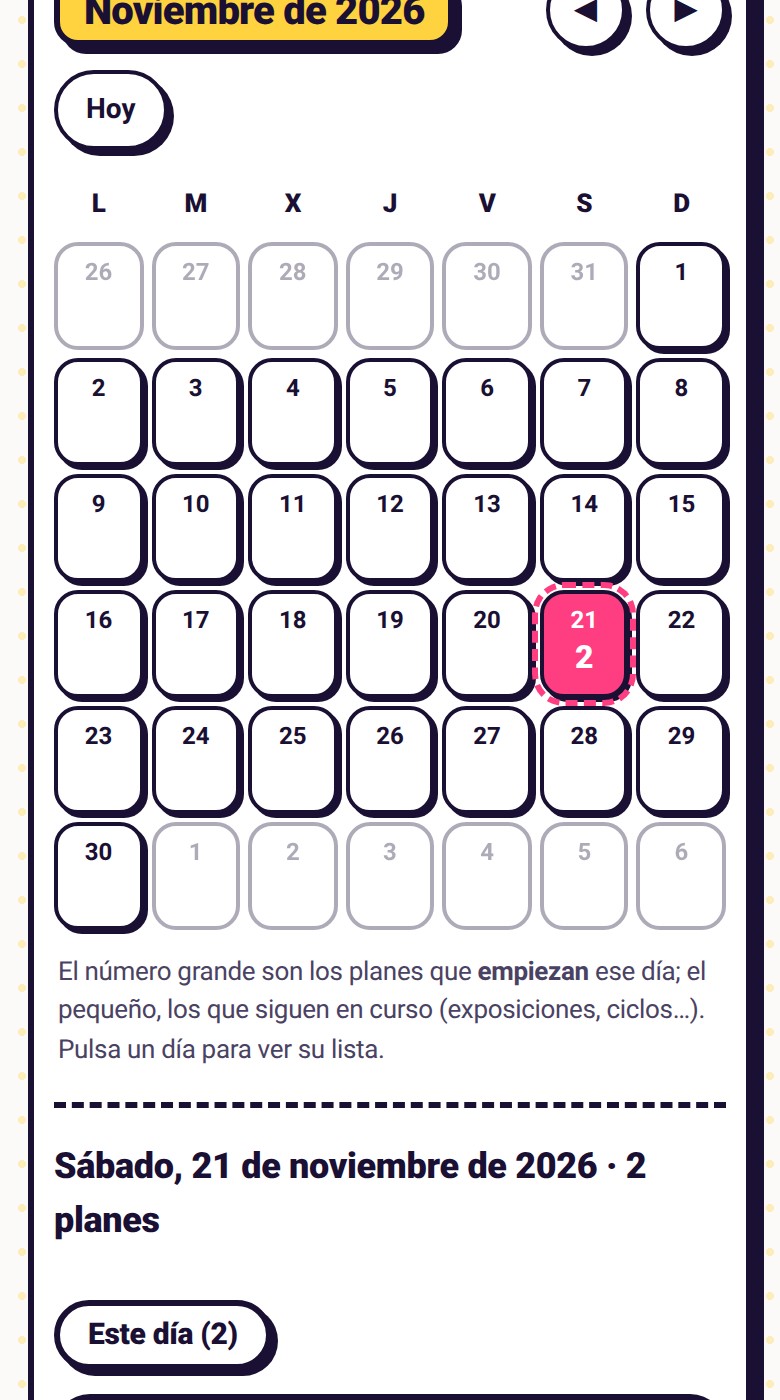 Noviembre de 2026 ◀ ▶
Hoy
L M X J V S D
26 27 28 29 30 31 1
2 3 4 5 6 7 8
9 10 11 12 13 14 15
16 17 18 19 20 21 22
2
23 24 25 26 27 28 29
30 1 2 3 4 5 6
El número grande son los planes que empiezan ese día; el
pequeño, los que siguen en curso (exposiciones, ciclos…).
Pulsa un día para ver su lista.
Sábado, 21 de noviembre de 2026 · 2
planes
Este día (2)